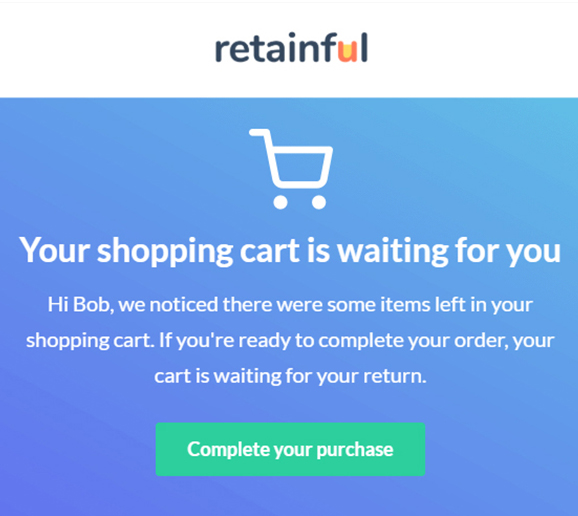 retainful
Your shopping cart is waiting for you
Hi Bob, we noticed there were some items left in your
shopping cart. If you're ready to complete your order, your
cart is waiting for your return.
Complete your purchase